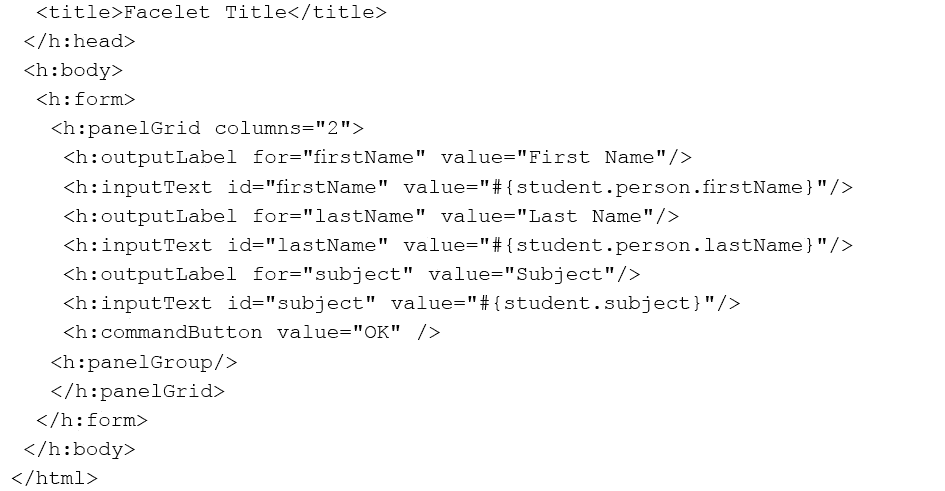 <title>Facelet Title</title>
</h:head>
<h:body>
<h:form>
<h:panelGrid columns="2">
<h:outputLabel for="firstName" value="First Name"/>
<h:inputText id="firstName" value="#{student.person.firstName}"/>
<h:outputLabel for="lastName" value="Last Name"/>
<h:inputText id="lastName" value="#{student.person.lastName}"/>
<h:outputLabel for="subject" value="Subject"/>
<h:inputText id="subject" value="#{student.subject}"/>
<h:commandButton value="OK" />
<h:panelGroup/>
</h:panelGrid>
</h:form>
</h:body>
</html>